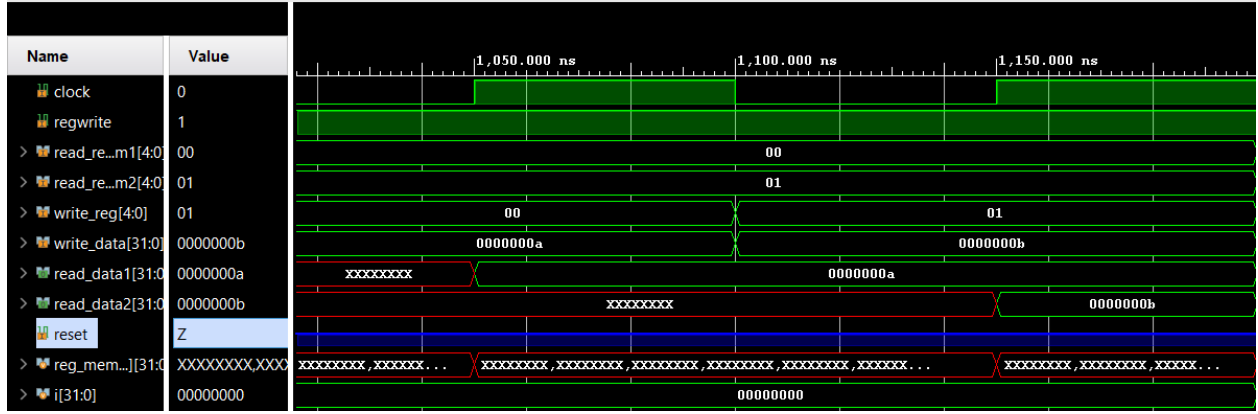 Name Value
1,050.000 ns 1,100.000 ns 1,150.000 ns
clock 0
regwrite 1
read_re...m1[4:0] 00 00
read_re...m2[4:0] 01 01
write_reg[4:0] 01 00 01
write_data[31:0] 0000000b 0000000a 0000000b
read_data1[31:0 0000000a XXXXXXXX 0000000a
read_data2[31:0 0000000b XXXXXXXX 0000000b
reset Z
reg_mem...][31:0 XXXXXXXX,XXXX XXXXXXXX,XXXXXX... XXXXXXXX,XXXXXXXX,XXXXXXXX,XXXXXXXX,XXXXXXXX,XXXXXX... XXXXXXXX,XXXXXXXX,XXXXX...
i[31:0] 00000000 00000000